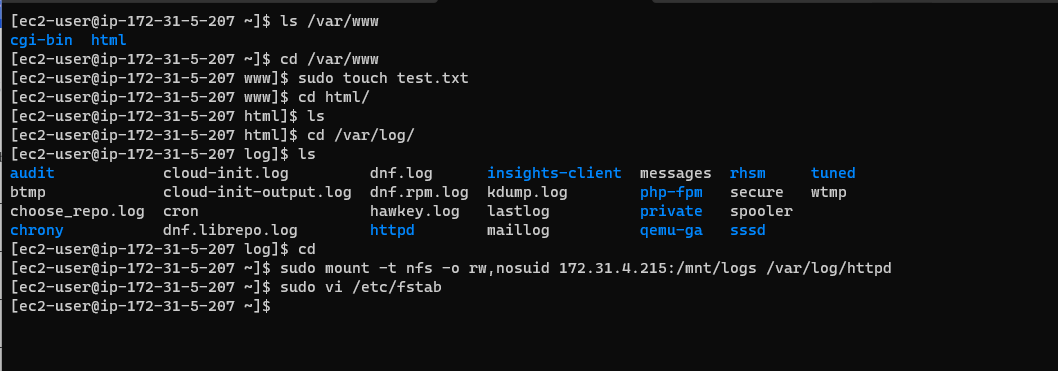 [ec2-user@ip-172-31-5-207 ~]$ ls /var/www
cgi-bin  html
[ec2-user@ip-172-31-5-207 ~]$ cd /var/www
[ec2-user@ip-172-31-5-207 www]$ sudo touch test.txt
[ec2-user@ip-172-31-5-207 www]$ cd html/
[ec2-user@ip-172-31-5-207 html]$ ls
[ec2-user@ip-172-31-5-207 html]$ cd /var/log/
[ec2-user@ip-172-31-5-207 log]$ ls
audit            cloud-init.log         dnf.log      insights-client  messages  rhsm     tuned
btmp             cloud-init-output.log  dnf.rpm.log  kdump.log        php-fpm   secure   wtmp
choose_repo.log  cron                   hawkey.log   lastlog          private   spooler
chrony           dnf.librepo.log        httpd        maillog          qemu-ga   sssd
[ec2-user@ip-172-31-5-207 log]$ cd
[ec2-user@ip-172-31-5-207 ~]$ sudo mount -t nfs -o rw,nosuid 172.31.4.215:/mnt/logs /var/log/httpd
[ec2-user@ip-172-31-5-207 ~]$ sudo vi /etc/fstab
[ec2-user@ip-172-31-5-207 ~]$